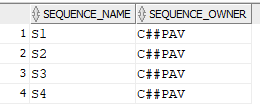 SEQUENCE_NAME SEQUENCE_OWNER
1 S1 C##PAV
2 S2 C##PAV
3 S3 C##PAV
4 S4 C##PAV